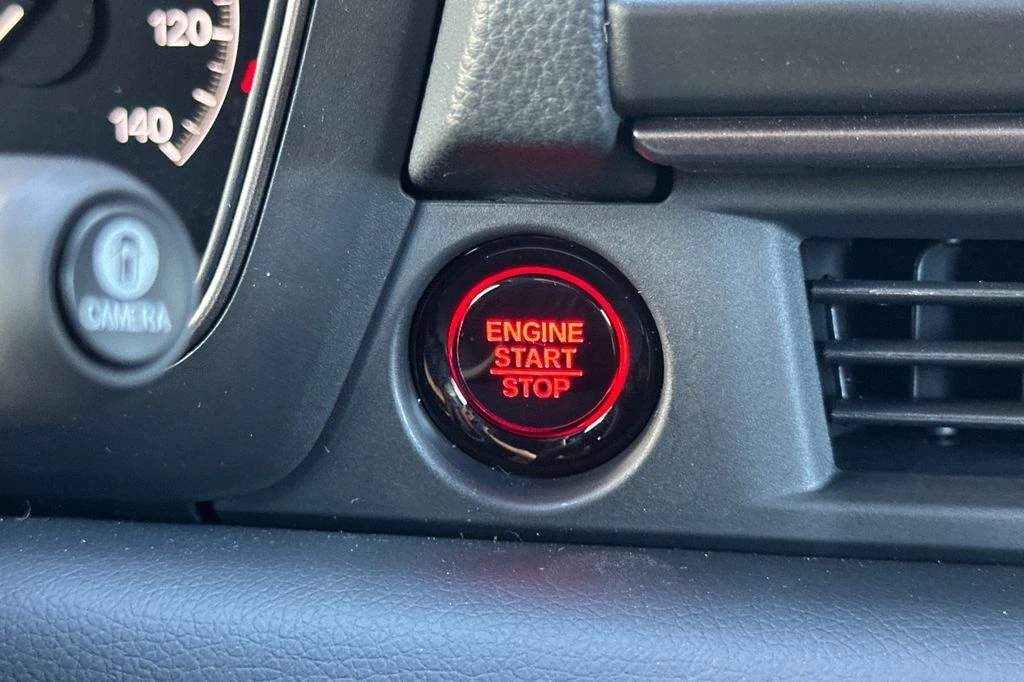 120
140
CAMERA
ENGINE
START
STOP